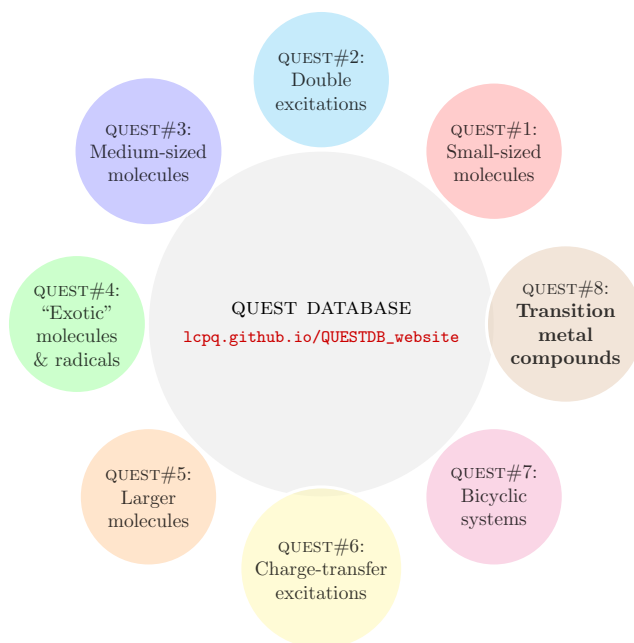 QUEST#2:
Double
excitations
QUEST#3:
Medium-sized
molecules
QUEST#1:
Small-sized
molecules
QUEST#4:
“Exotic”
molecules
& radicals
QUEST DATABASE
lcpq.github.io/QUESTDB_website
QUEST#8:
Transition
metal
compounds
QUEST#5:
Larger
molecules
QUEST#7:
Bicyclic
systems
QUEST#6:
Charge-transfer
excitations